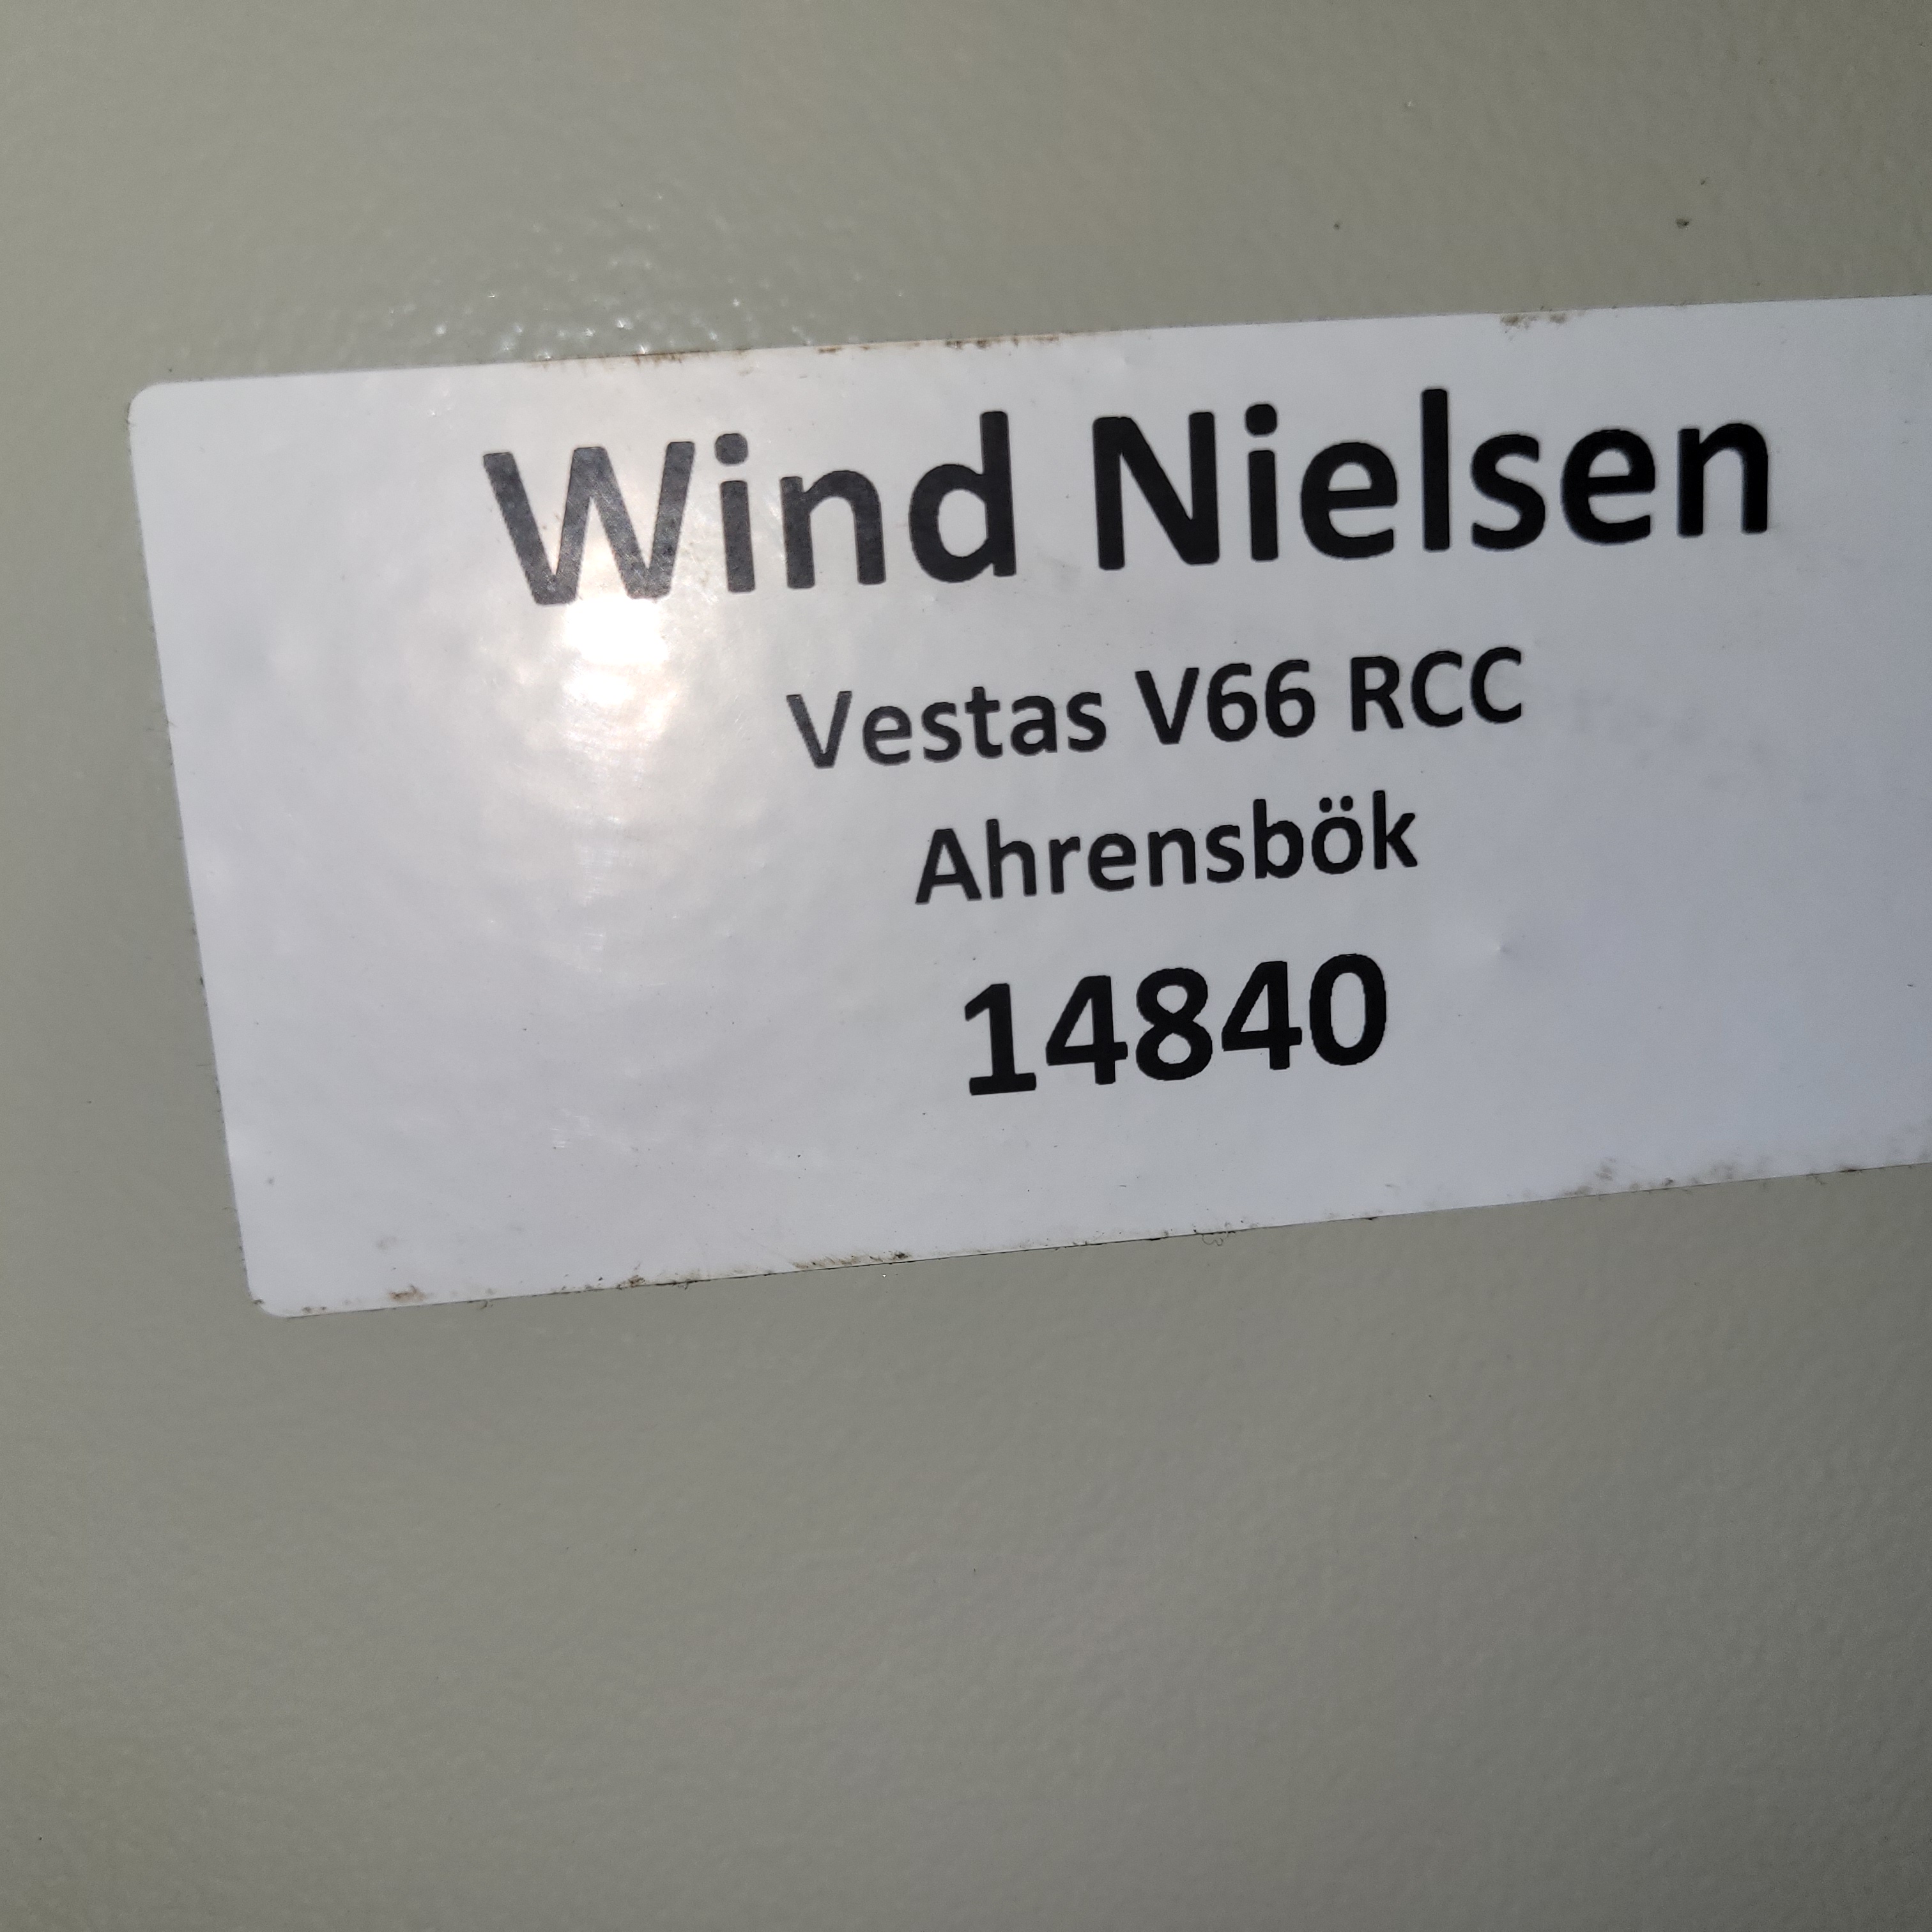 Wind Nielsen
Vestas V66 RCC
Ahrensbök
14840